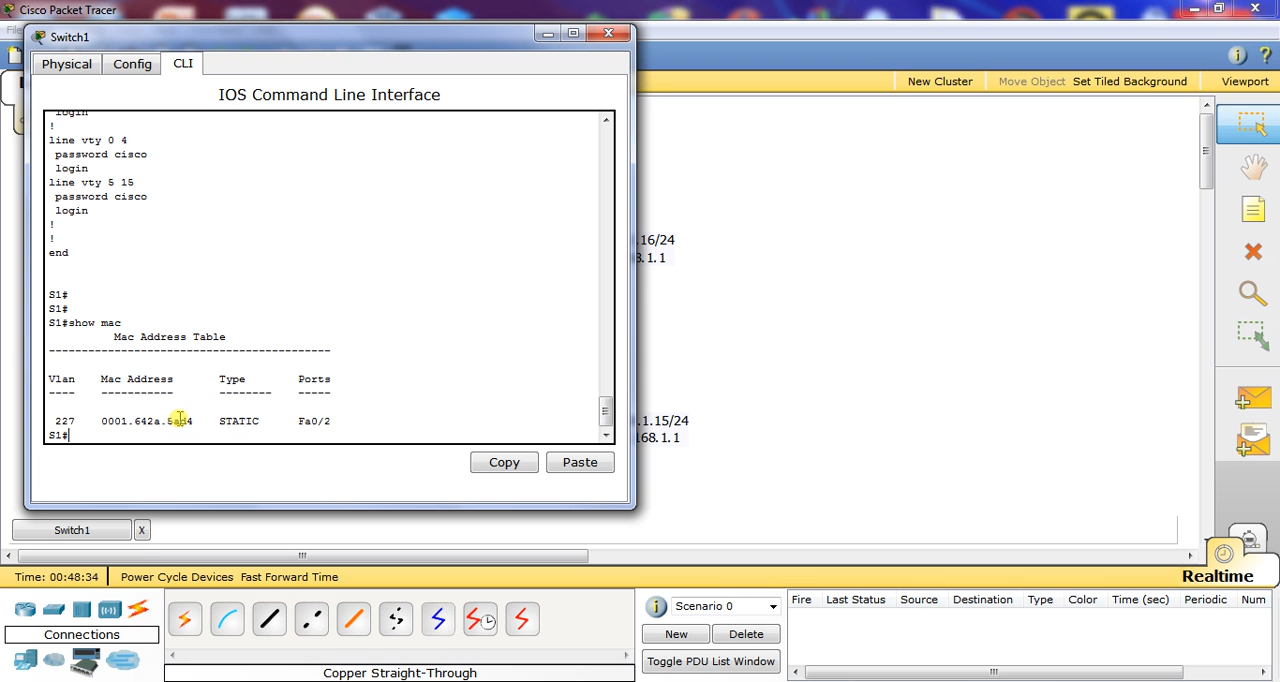 Cisco Packet Tracer
Switch1
Physical
Config
CLI
IOS Command Line Interface
login
!
line vty 0 4
password cisco
login
line vty 5 15
password cisco
login
!
!
end
S1#
S1#
S1#show mac
Mac Address Table
-------------------------------------------
Vlan Mac Address Type Ports
---- ----------- -------- -----
227 STATIC Fa0/2
S1#
Copy
Paste
New Cluster
Move Object
Set Tiled Background
Viewport
.16/24
.1.1
.1.15/24
168.1.1
Switch1
X
Time: 00:48:34
Power Cycle Devices
Fast Forward Time
Realtime
Connections
Copper Straight-Through
Scenario 0
New
Delete
Toggle PDU List Window
Fire
Last Status
Source
Destination
Type
Color
Time (sec)
Periodic
Num